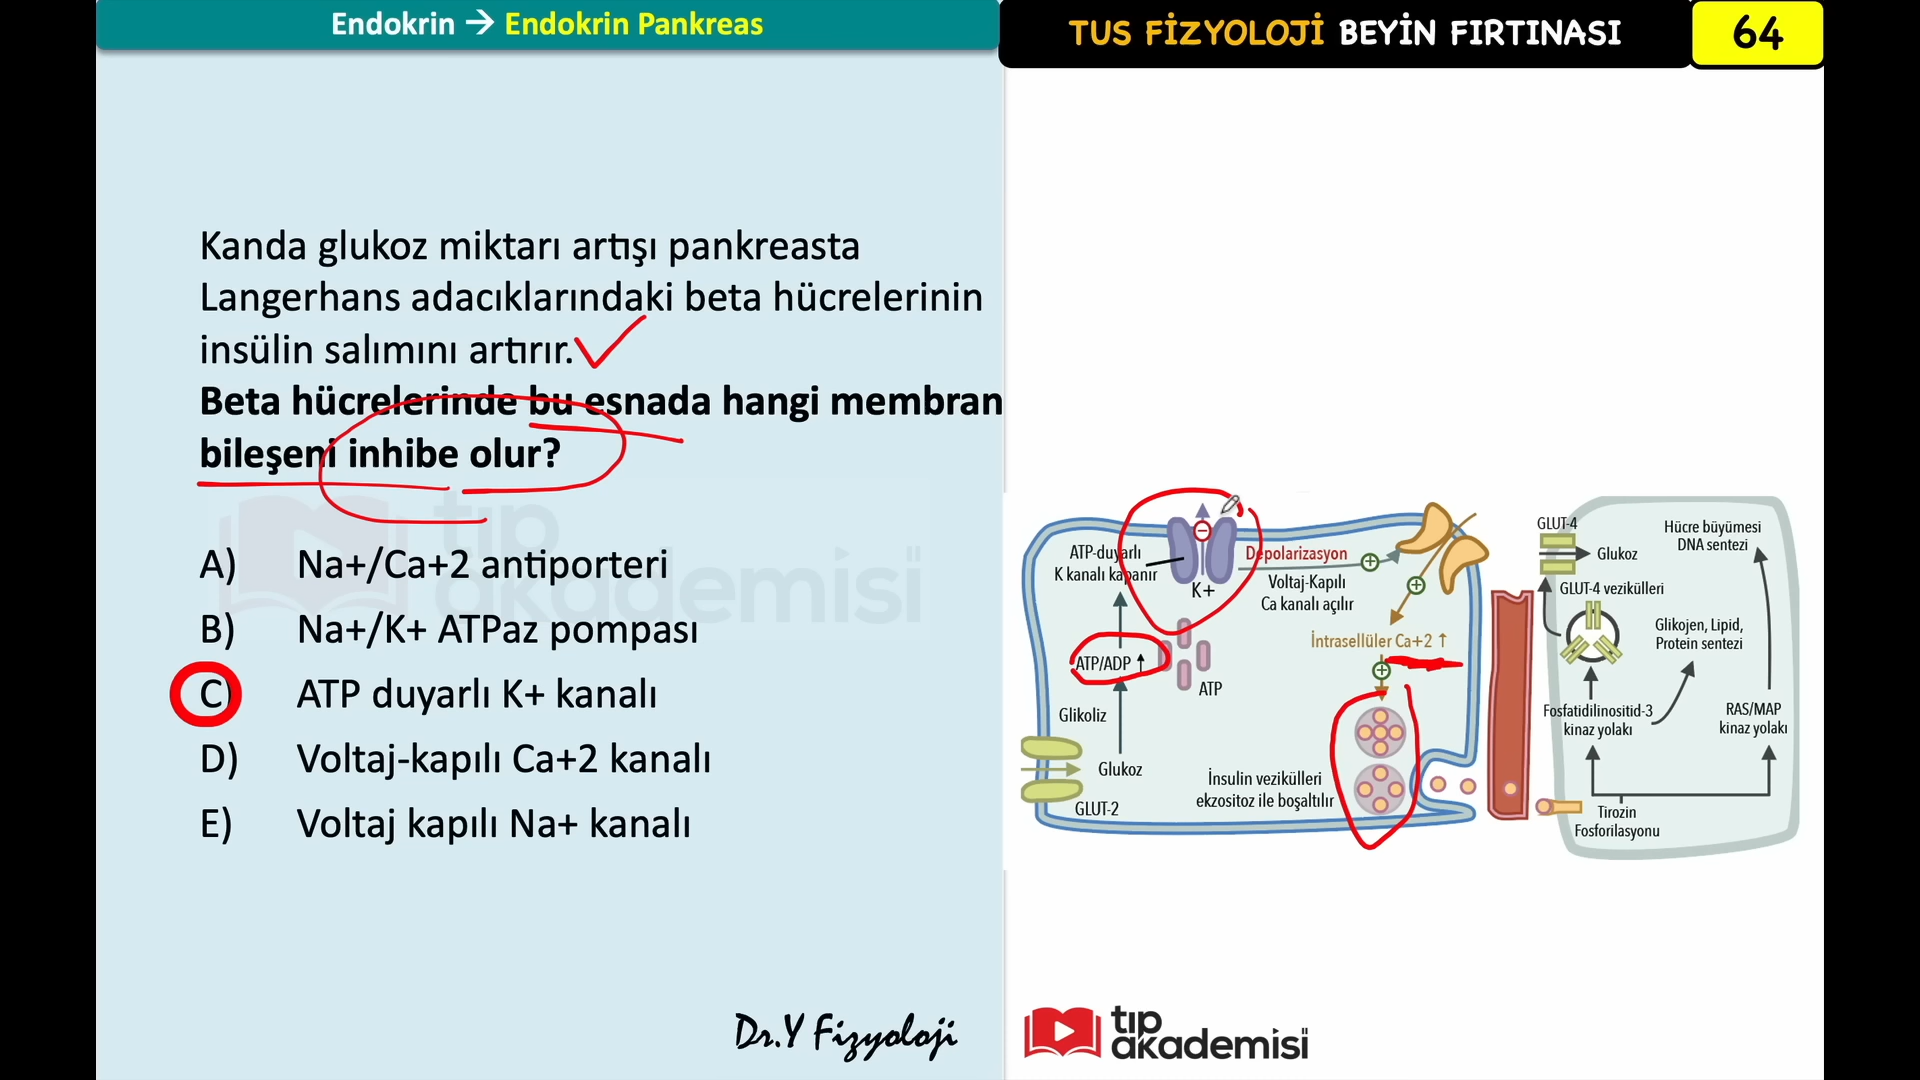 Endokrin → Endokrin Pankreas
TUS FİZYOLOJİ BEYİN FIRTINASI
64
Kanda glukoz miktarı artışı pankreasta
Langerhans adacıklarındaki beta hücrelerinin
insülin salımını artırır.
Beta hücrelerinde bu esnada hangi membran
bileşeni inhibe olur?
A) Na+/Ca+2 antiporteri
B) Na+/K+ ATPaz pompası
C) ATP duyarlı K+ kanalı
D) Voltaj-kapılı Ca+2 kanalı
E) Voltaj kapılı Na+ kanalı
tıp
akademisi
Dr.Y Fizyoloji
ATP-duyarlı
K kanalı kapanır
K+
Depolarizasyon
Voltaj-Kapılı
Ca kanalı açılır
İntrasellüler Ca+2 ↑
ATP/ADP ↑
ATP
Glikoliz
Glukoz
GLUT-2
İnsulin vezikülleri
ekzositoz ile boşaltılır
GLUT-4
Glukoz
GLUT-4 vezikülleri
Hücre büyümesi
DNA sentezi
Glikojen, Lipid,
Protein sentezi
Fosfatidilinositid-3
kinaz yolakı
RAS/MAP
kinaz yolakı
Tirozin
Fosforilasyonu
tıp
akademisi